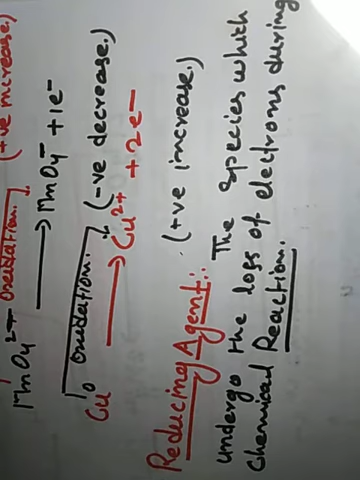 oxidation. (+ve increase.)
MnO4²⁻ ⟶ MnO4⁻ + 1e⁻
oxidation. (-ve decrease.)
Cu⁰ ⟶ Cu²⁺ + 2e⁻
Reducing Agent:- (+ve increase.)
The species which
undergo the loss of electrons during
chemical Reaction.